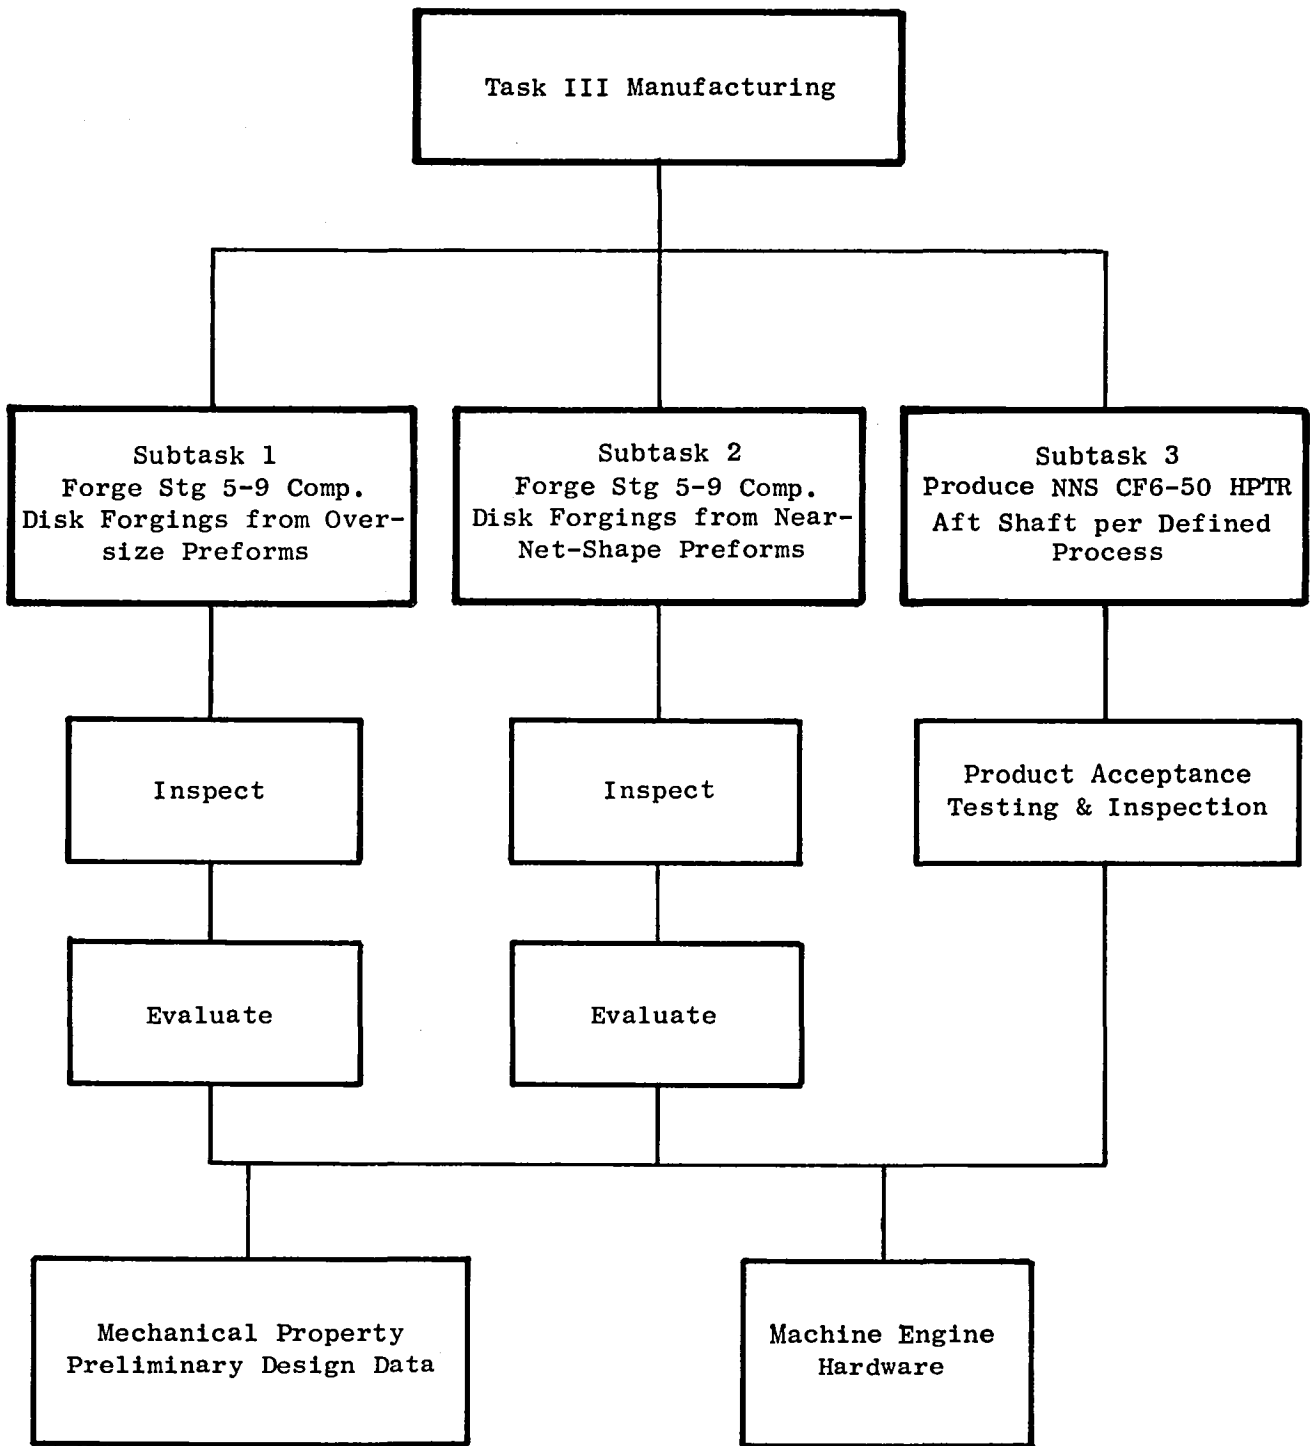 Task III Manufacturing
Subtask 1
Forge Stg 5-9 Comp.
Disk Forgings from Over-
size Preforms
Subtask 2
Forge Stg 5-9 Comp.
Disk Forgings from Near-
Net-Shape Preforms
Subtask 3
Produce NNS CF6-50 HPTR
Aft Shaft per Defined
Process
Inspect
Inspect
Product Acceptance
Testing & Inspection
Evaluate
Evaluate
Mechanical Property
Preliminary Design Data
Machine Engine
Hardware